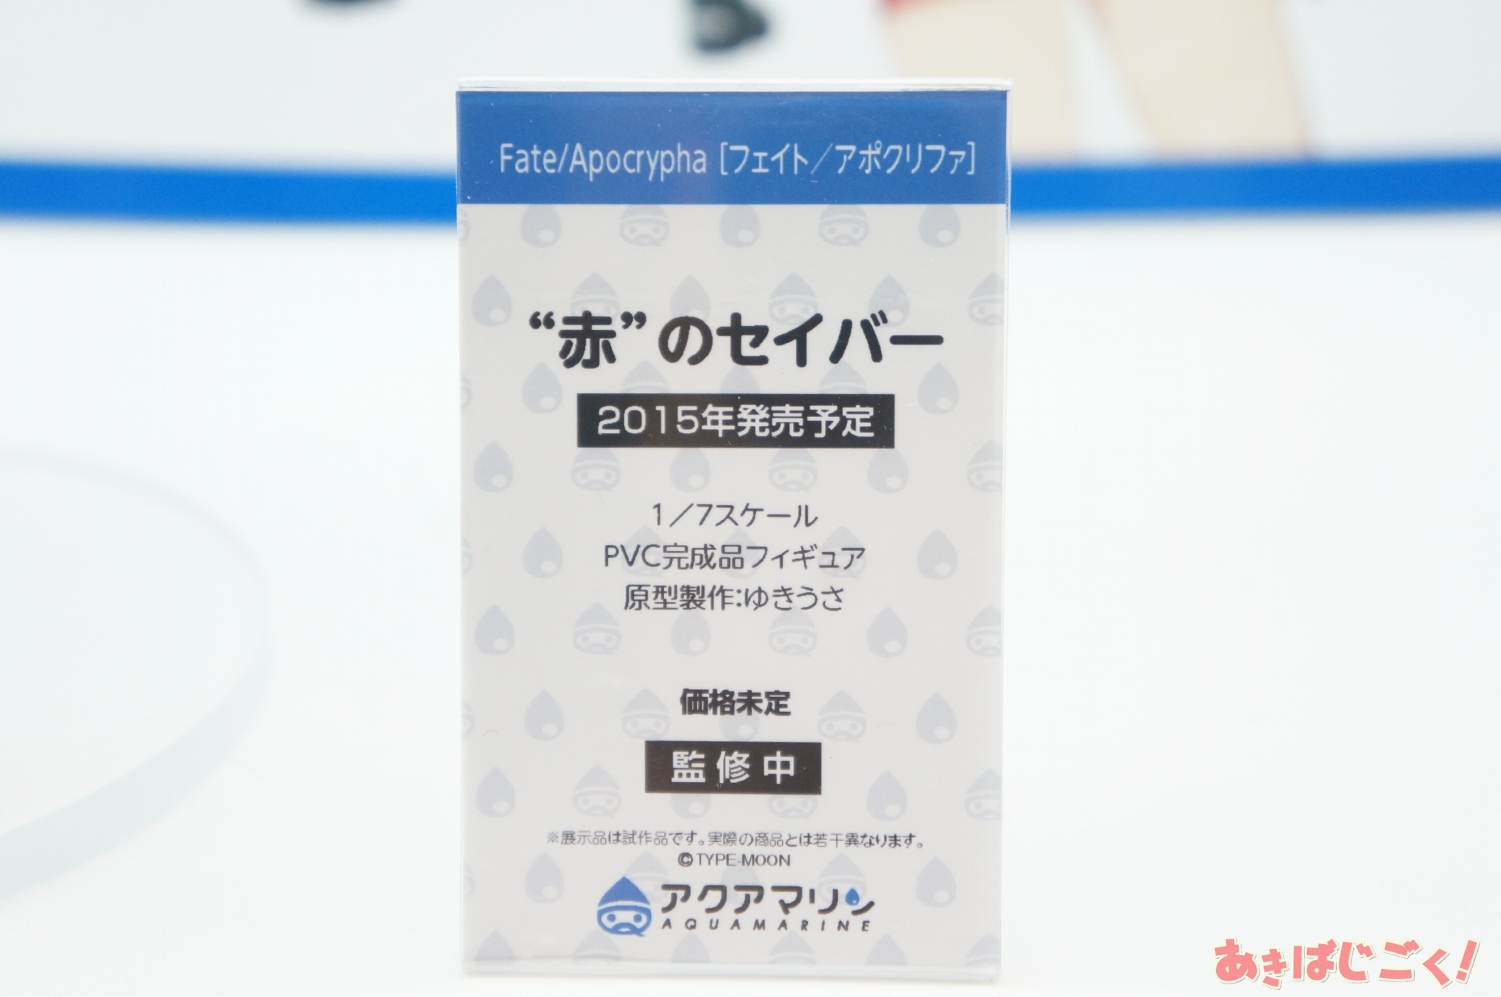 Fate/Apocrypha [フェイト／アポクリファ]
“赤”のセイバー
2015年発売予定
1／7スケール
PVC完成品フィギュア
原型製作:ゆきうさ
価格未定
監修中
※展示品は試作品です。実際の商品とは若干異なります。
©TYPE-MOON
アクアマリン
AQUAMARINE
あきばじごく!